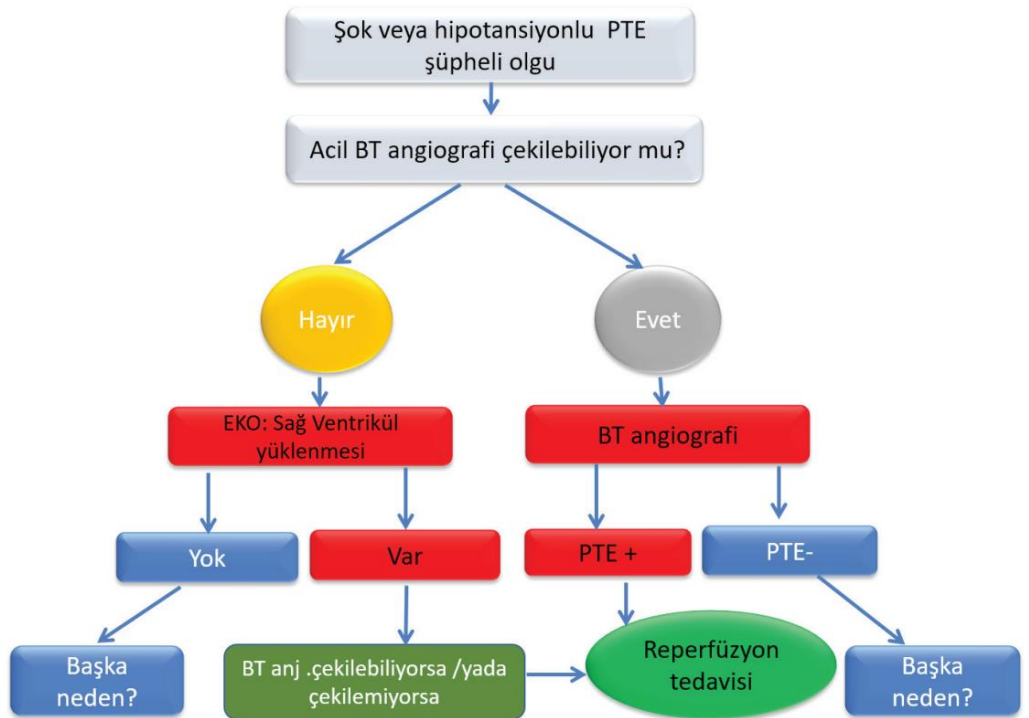 Şok veya hipotansiyonlu PTE
şüpheli olgu
Acil BT angiografi çekilebiliyor mu?
Hayır
Evet
EKO: Sağ Ventrikül
yüklenmesi
BT angiografi
Yok
Var
PTE +
PTE-
Başka
neden?
BT anj .çekilebiliyorsa /yada
çekilemiyorsa
Reperfüzyon
tedavisi
Başka
neden?